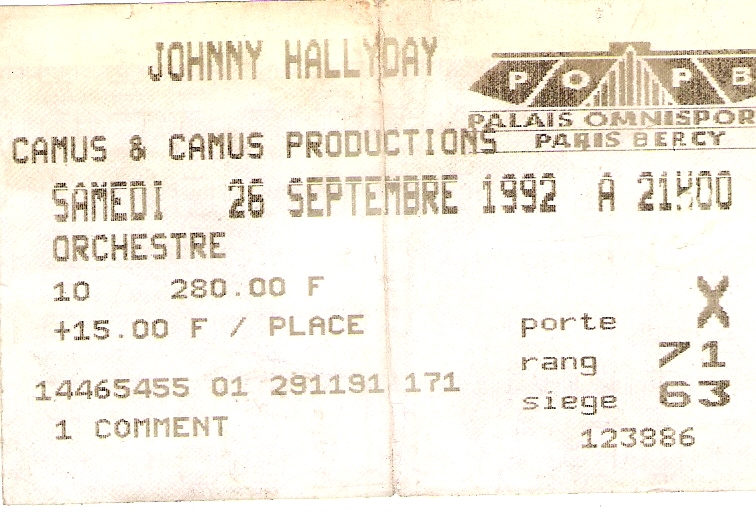 JOHNNY HALLYDAY
P O P B
PALAIS OMNISPOR
PARIS BERCY
CAMUS & CAMUS PRODUCTIONS
SAMEDI 26 SEPTEMBRE 1992 A 21H00
ORCHESTRE
10 280.00 F
+15.00 F / PLACE
porte X
rang 71
siege 63
14465455 01 291191 171
1 COMMENT
123886